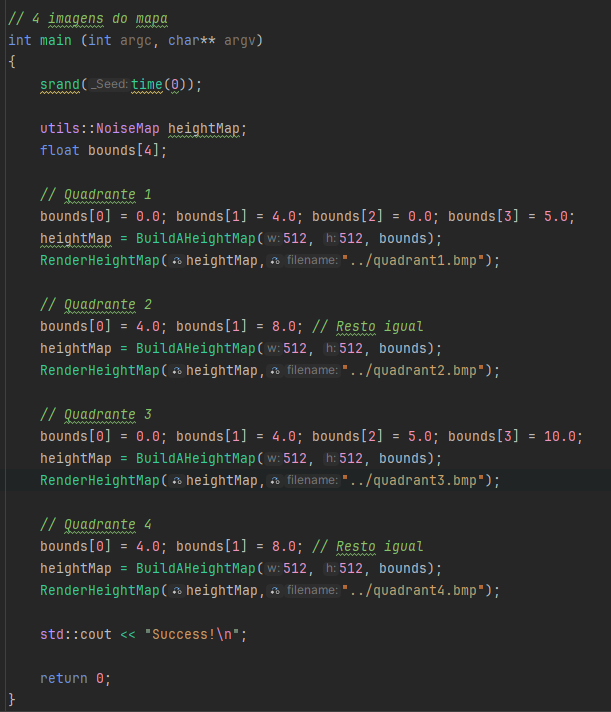 // 4 imagens do mapa
int main (int argc, char** argv)
{
    srand(_Seed:time(0));

    utils::NoiseMap heightMap;
    float bounds[4];

    // Quadrante 1
    bounds[0] = 0.0; bounds[1] = 4.0; bounds[2] = 0.0; bounds[3] = 5.0;
    heightMap = BuildAHeightMap(w:512, h:512, bounds);
    RenderHeightMap(heightMap, filename:"../quadrant1.bmp");

    // Quadrante 2
    bounds[0] = 4.0; bounds[1] = 8.0; // Resto igual
    heightMap = BuildAHeightMap(w:512, h:512, bounds);
    RenderHeightMap(heightMap, filename:"../quadrant2.bmp");

    // Quadrante 3
    bounds[0] = 0.0; bounds[1] = 4.0; bounds[2] = 5.0; bounds[3] = 10.0;
    heightMap = BuildAHeightMap(w:512, h:512, bounds);
    RenderHeightMap(heightMap, filename:"../quadrant3.bmp");

    // Quadrante 4
    bounds[0] = 4.0; bounds[1] = 8.0; // Resto igual
    heightMap = BuildAHeightMap(w:512, h:512, bounds);
    RenderHeightMap(heightMap, filename:"../quadrant4.bmp");

    std::cout << "Success!\n";

    return 0;
}